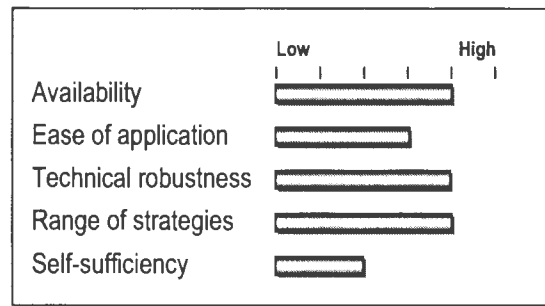 Low High
Availability
Ease of application
Technical robustness
Range of strategies
Self-sufficiency